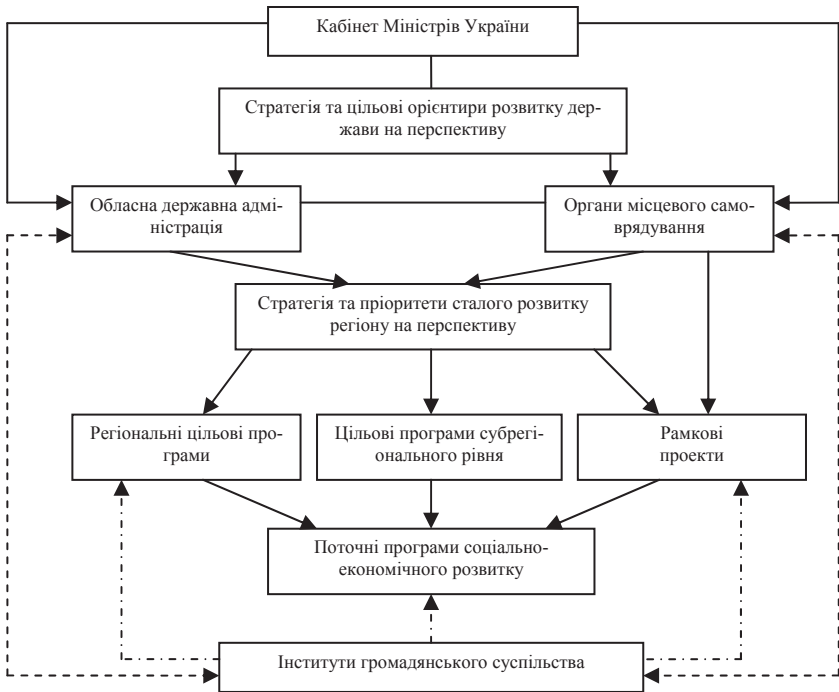 Кабінет Міністрів України
Стратегія та цільові орієнтири розвитку дер-
жави на перспективу
Обласна державна адмі-
ністрація
Органи місцевого само-
врядування
Стратегія та пріоритети сталого розвитку
регіону на перспективу
Регіональні цільові про-
грами
Цільові програми субрегі-
онального рівня
Рамкові
проекти
Поточні програми соціально-
економічного розвитку
Інститути громадянського суспільства